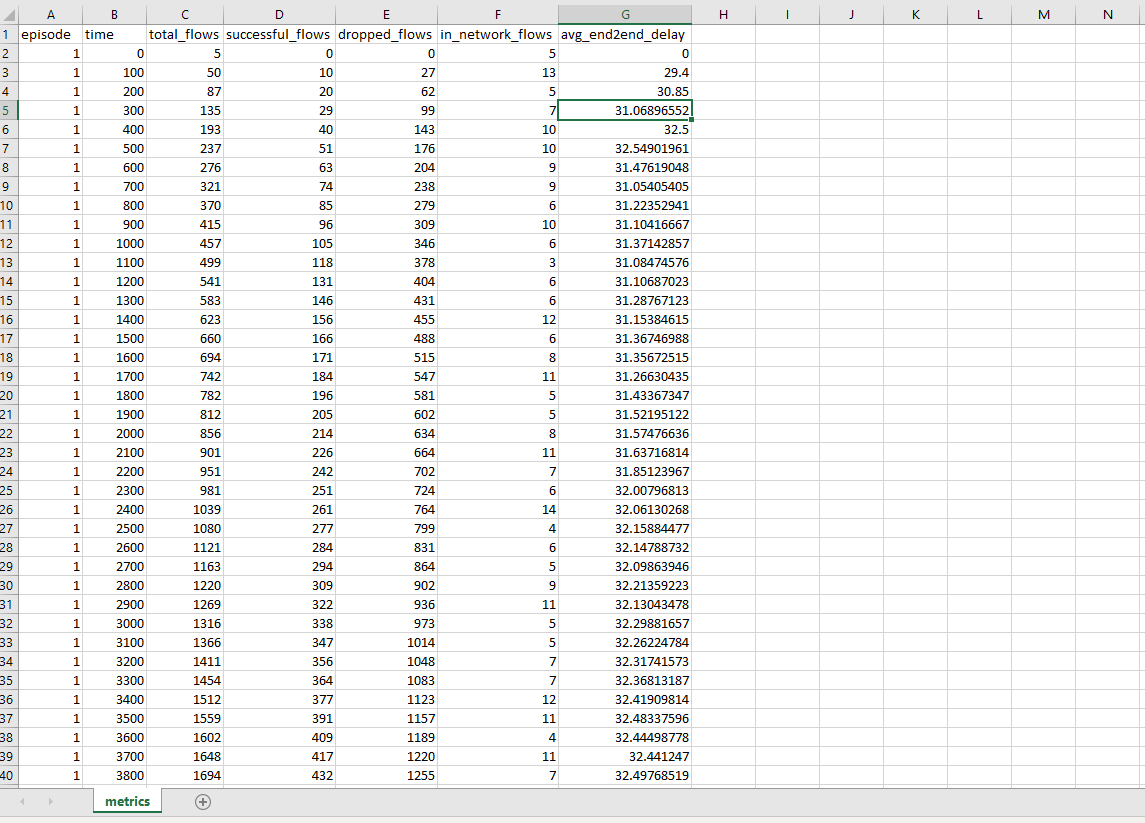 A B C D E F G H I J K L M N
1 episode time total_flows successful_flows dropped_flows in_network_flows avg_end2end_delay
2 1 0 5 0 0 5 0
3 1 100 50 10 27 13 29.4
4 1 200 87 20 62 5 30.85
5 1 300 135 29 99 7 31.06896552
6 1 400 193 40 143 10 32.5
7 1 500 237 51 176 10 32.54901961
8 1 600 276 63 204 9 31.47619048
9 1 700 321 74 238 9 31.05405405
10 1 800 370 85 279 6 31.22352941
11 1 900 415 96 309 10 31.10416667
12 1 1000 457 105 346 6 31.37142857
13 1 1100 499 118 378 3 31.08474576
14 1 1200 541 131 404 6 31.10687023
15 1 1300 583 146 431 6 31.28767123
16 1 1400 623 156 455 12 31.15384615
17 1 1500 660 166 488 6 31.36746988
18 1 1600 694 171 515 8 31.35672515
19 1 1700 742 184 547 11 31.26630435
20 1 1800 782 196 581 5 31.43367347
21 1 1900 812 205 602 5 31.52195122
22 1 2000 856 214 634 8 31.57476636
23 1 2100 901 226 664 11 31.63716814
24 1 2200 951 242 702 7 31.85123967
25 1 2300 981 251 724 6 32.00796813
26 1 2400 1039 261 764 14 32.06130268
27 1 2500 1080 277 799 4 32.15884477
28 1 2600 1121 284 831 6 32.14788732
29 1 2700 1163 294 864 5 32.09863946
30 1 2800 1220 309 902 9 32.21359223
31 1 2900 1269 322 936 11 32.13043478
32 1 3000 1316 338 973 5 32.29881657
33 1 3100 1366 347 1014 5 32.26224784
34 1 3200 1411 356 1048 7 32.31741573
35 1 3300 1454 364 1083 7 32.36813187
36 1 3400 1512 377 1123 12 32.41909814
37 1 3500 1559 391 1157 11 32.48337596
38 1 3600 1602 409 1189 4 32.44498778
39 1 3700 1648 417 1220 11 32.441247
40 1 3800 1694 432 1255 7 32.49768519
metrics